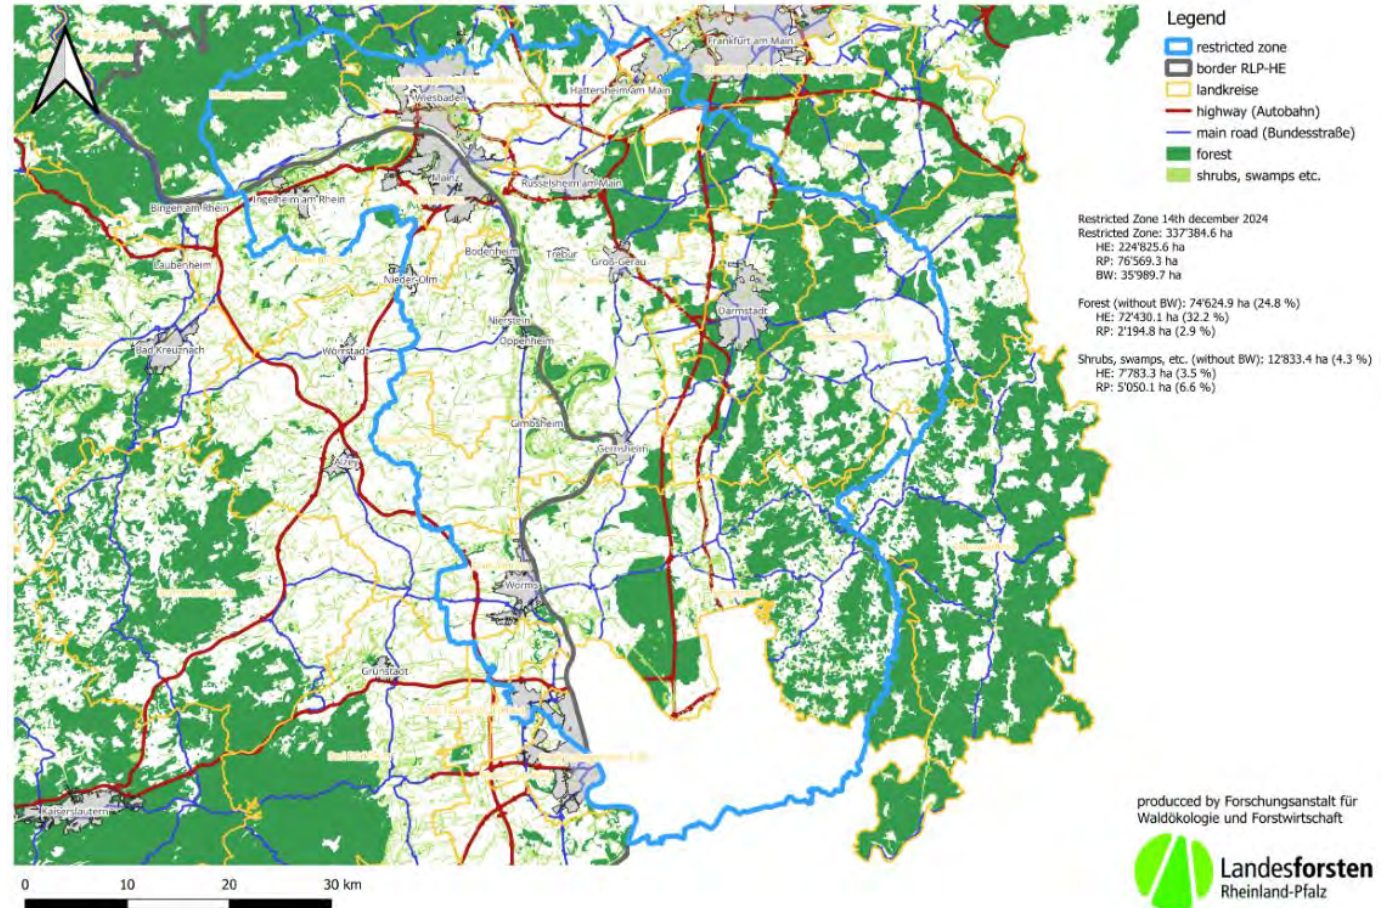 Legend
restricted zone
border RLP-HE
landkreise
highway (Autobahn)
main road (Bundesstraße)
forest
shrubs, swamps etc.
Restricted Zone 14th december 2024
Restricted Zone: 337'384.6 ha
HE: 224'825.6 ha
RP: 76'569.3 ha
BW: 35'989.7 ha
Forest (without BW): 74'624.9 ha (24.8 %)
HE: 72'430.1 ha (32.2 %)
RP: 2'194.8 ha (2.9 %)
Shrubs, swamps, etc. (without BW): 12'833.4 ha (4.3 %)
HE: 7'783.3 ha (3.5 %)
RP: 5'050.1 ha (6.6 %)
Frankfurt am Main
Hattersheim am Main
Wiesbaden
Mainz
Rüsselsheim am Main
Bingen am Rhein
Ingelheim am Rhein
Laubenheim
Nieder-Olm
Bodenheim
Trebur
Groß-Gerau
Darmstadt
Nierstein
Oppenheim
Bad Kreuznach
Wörrstadt
Gimbsheim
Gernsheim
Alzey
Worms
Grünstadt
Kaiserslautern
0 10 20 30 km
producced by Forschungsanstalt für
Waldökologie und Forstwirtschaft
Landesforsten
Rheinland-Pfalz